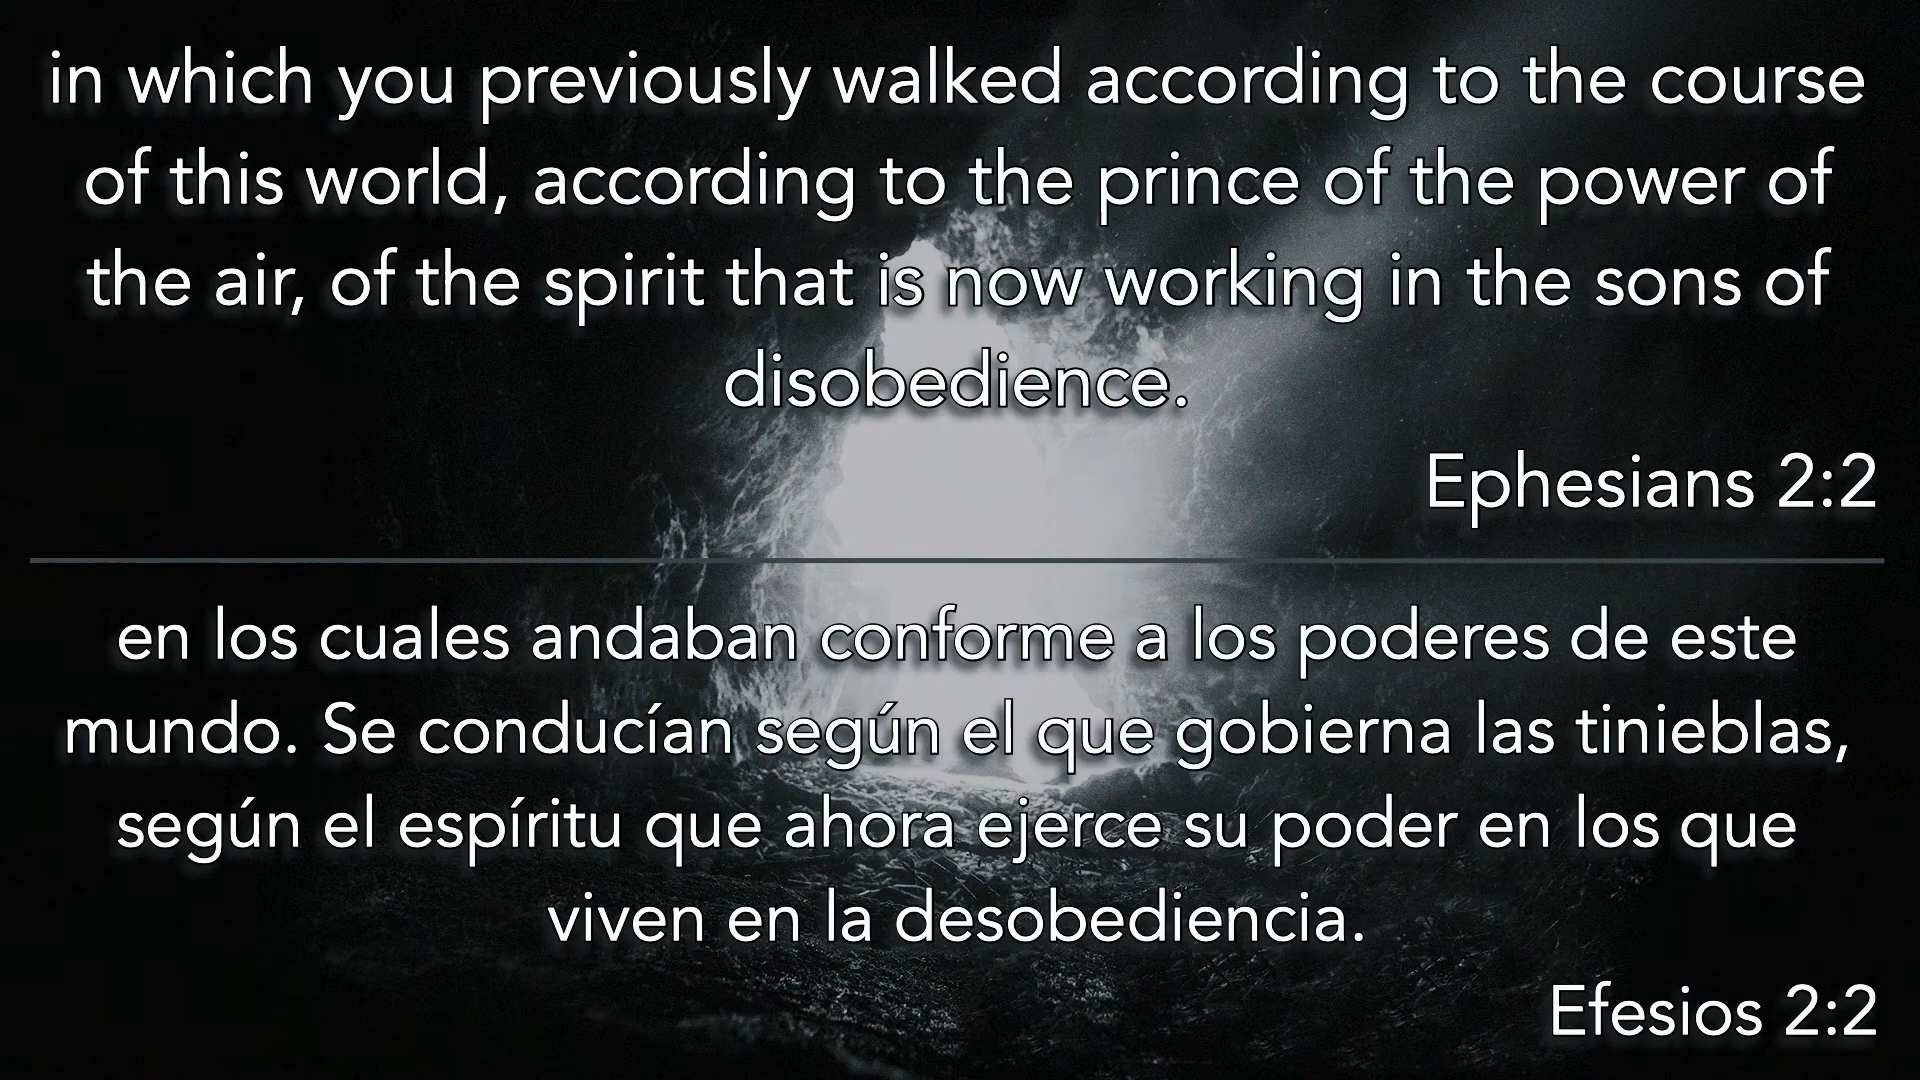 in which you previously walked according to the course
of this world, according to the prince of the power of
the air, of the spirit that is now working in the sons of
disobedience.
Ephesians 2:2
en los cuales andaban conforme a los poderes de este
mundo. Se conducían según el que gobierna las tinieblas,
según el espíritu que ahora ejerce su poder en los que
viven en la desobediencia.
Efesios 2:2